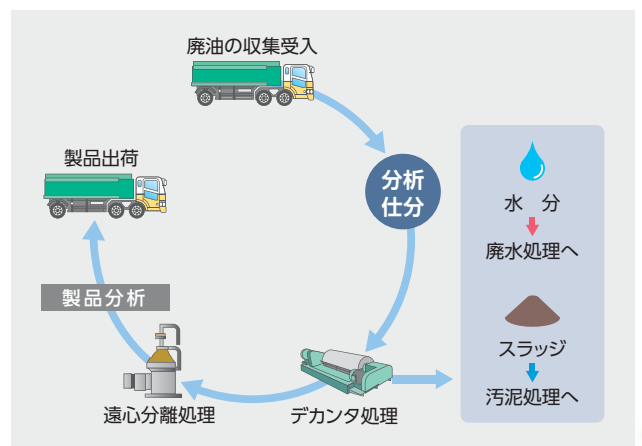 廃油の収集受入
分析
仕分
製品出荷
製品分析
遠心分離処理
デカンタ処理
水　分
廃水処理へ
スラッジ
汚泥処理へ